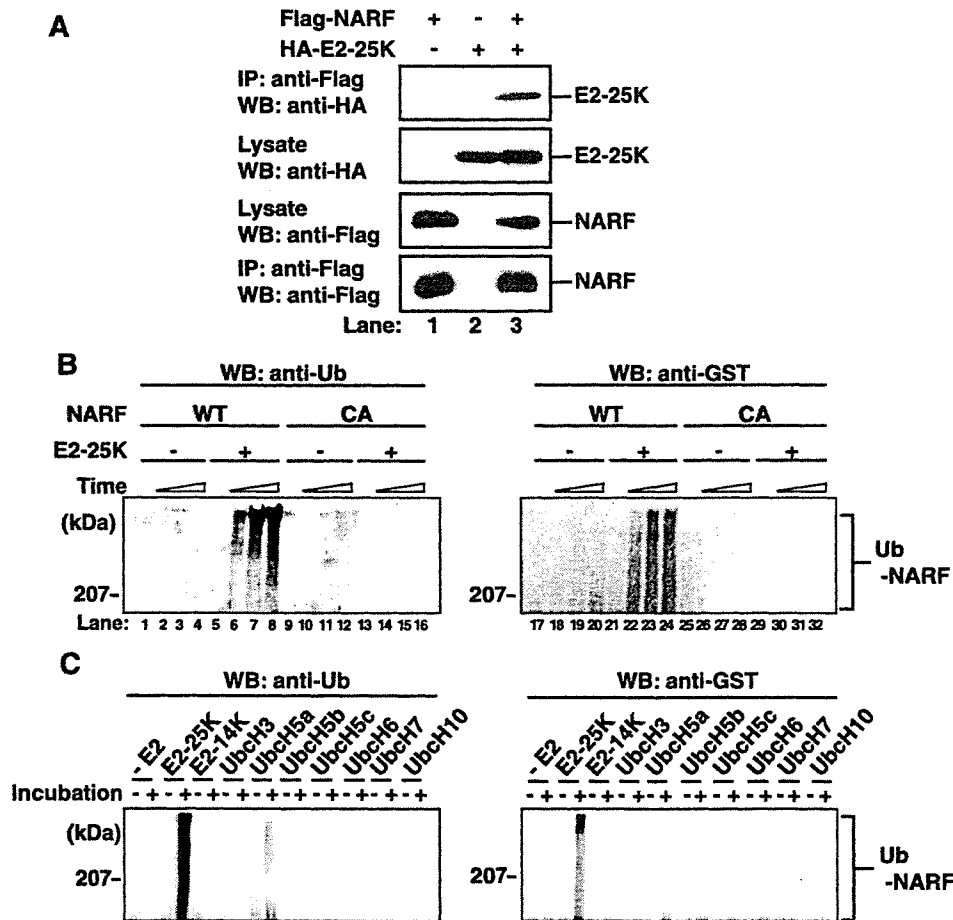 A
Flag-NARF + - +
HA-E2-25K - + +
IP: anti-Flag
WB: anti-HA
E2-25K
Lysate
WB: anti-HA
E2-25K
Lysate
WB: anti-Flag
NARF
IP: anti-Flag
WB: anti-Flag
NARF
Lane: 1 2 3
B
WB: anti-Ub
WB: anti-GST
NARF WT CA
WT CA
E2-25K - + - +
- + - +
Time
(kDa)
207-
207-
Ub
-NARF
Lane: 1 2 3 4 5 6 7 8 9 10 11 12 13 14 15 16
17 18 19 20 21 22 23 24 25 26 27 28 29 30 31 32
C
WB: anti-Ub
WB: anti-GST
- E2 E2-25K E2-14K UbcH3 UbcH5a UbcH5b UbcH5c UbcH6 UbcH7 UbcH10
- E2 E2-25K E2-14K UbcH3 UbcH5a UbcH5b UbcH5c UbcH6 UbcH7 UbcH10
Incubation - + - + - + - + - + - + - + - + - + - +
- + - + - + - + - + - + - + - + - + - +
(kDa)
207-
207-
Ub
-NARF